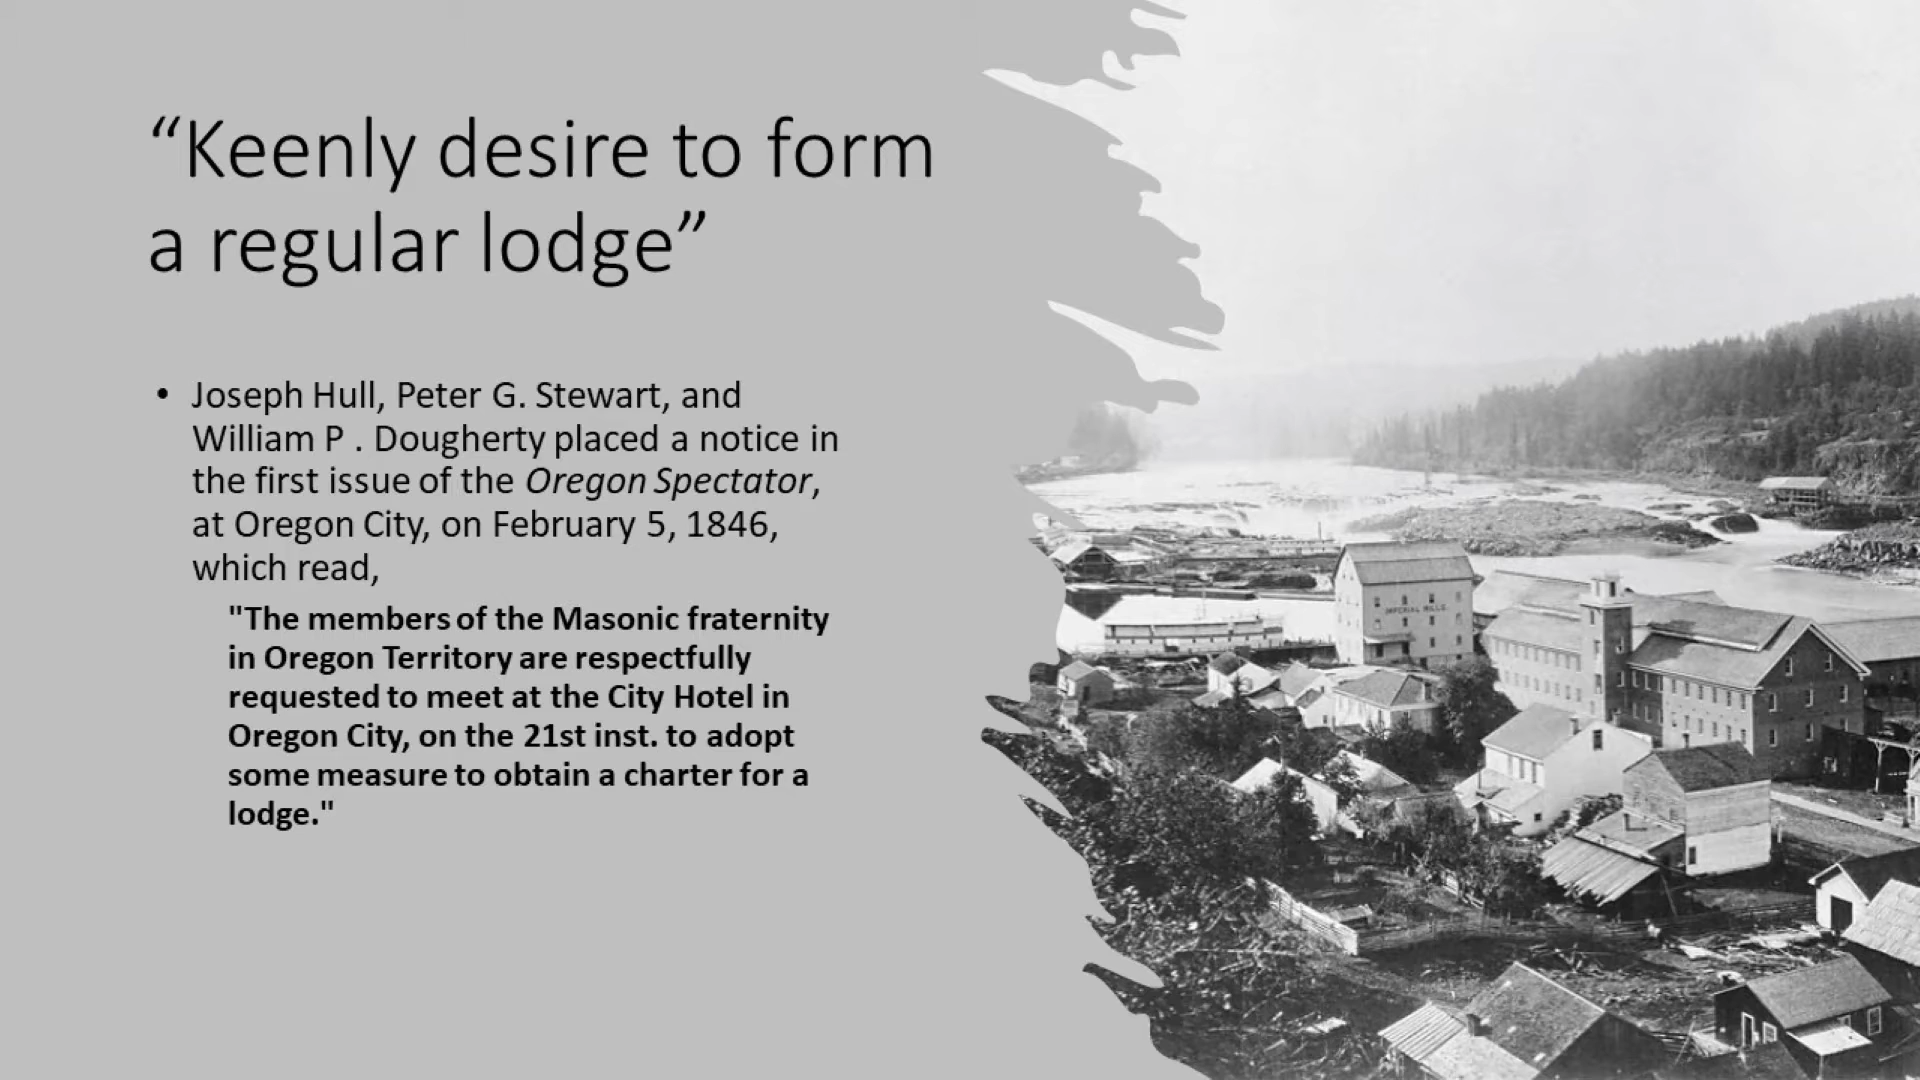 “Keenly desire to form
a regular lodge”
• Joseph Hull, Peter G. Stewart, and
William P . Dougherty placed a notice in
the first issue of the Oregon Spectator,
at Oregon City, on February 5, 1846,
which read,
"The members of the Masonic fraternity
in Oregon Territory are respectfully
requested to meet at the City Hotel in
Oregon City, on the 21st inst. to adopt
some measure to obtain a charter for a
lodge."
IMPERIAL MILLS